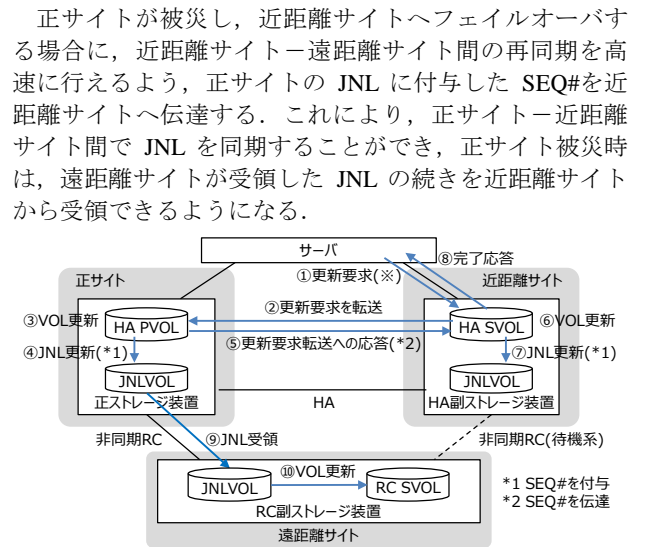 正サイトが被災し，近距離サイトへフェイルオーバす
る場合に，近距離サイト－遠距離サイト間の再同期を高
速に行えるよう，正サイトの JNL に付与した SEQ#を近
距離サイトへ伝達する．これにより，正サイト－近距離
サイト間で JNL を同期することができ，正サイト被災時
は，遠距離サイトが受領した JNL の続きを近距離サイト
から受領できるようになる．
サーバ
⑧完了応答
正サイト
①更新要求(※)
近距離サイト
③VOL更新
HA PVOL
②更新要求を転送
HA SVOL
⑥VOL更新
④JNL更新(*1)
⑤更新要求転送への応答(*2)
⑦JNL更新(*1)
JNLVOL
JNLVOL
正ストレージ装置
HA
HA副ストレージ装置
非同期RC
⑨JNL受領
非同期RC(待機系)
JNLVOL
⑩VOL更新
RC SVOL
*1 SEQ#を付与
*2 SEQ#を伝達
RC副ストレージ装置
遠距離サイト